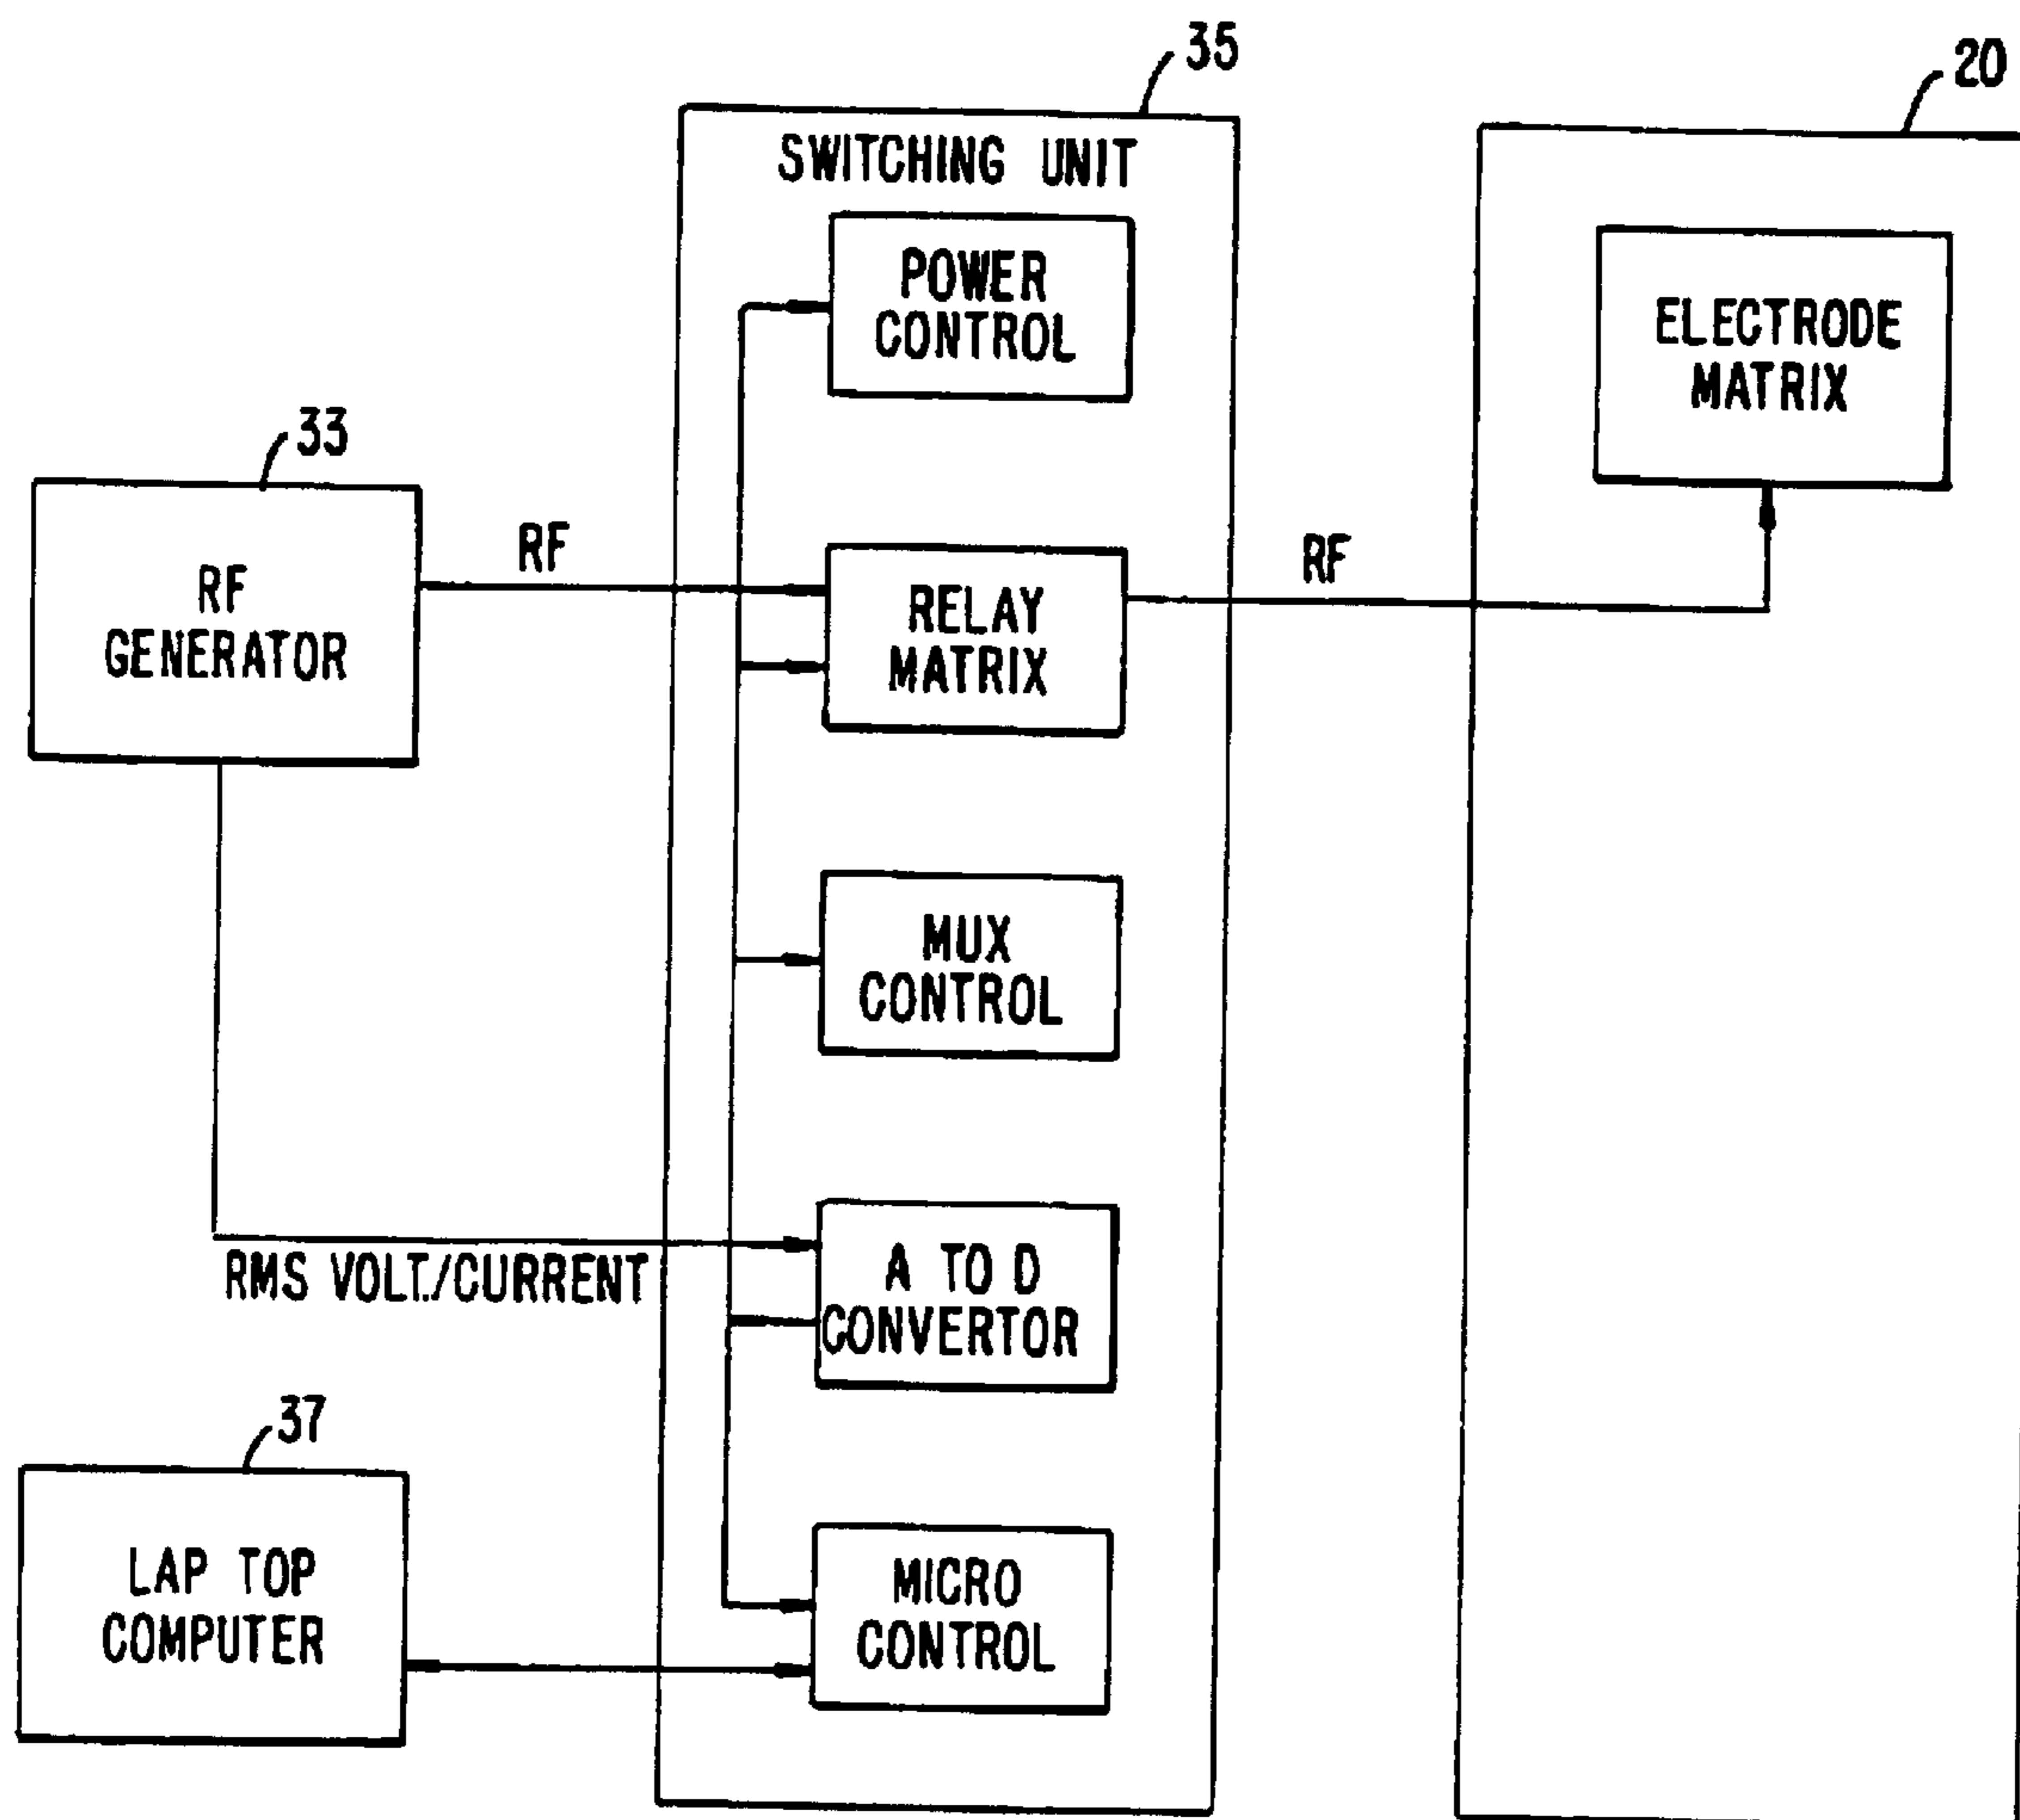 35
20
SWITCHING UNIT
POWER
CONTROL
ELECTRODE
MATRIX
33
RF
GENERATOR
RF
RELAY
MATRIX
RF
MUX
CONTROL
RMS VOLT./CURRENT
A TO D
CONVERTOR
37
LAP TOP
COMPUTER
MICRO
CONTROL